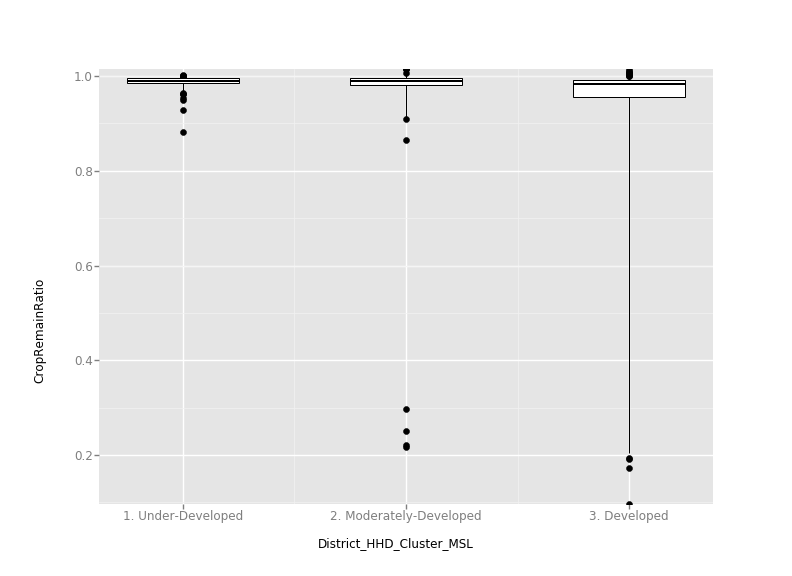 1.0
0.8
0.6
0.4
0.2
CropRemainRatio
1. Under-Developed
2. Moderately-Developed
3. Developed
District_HHD_Cluster_MSL